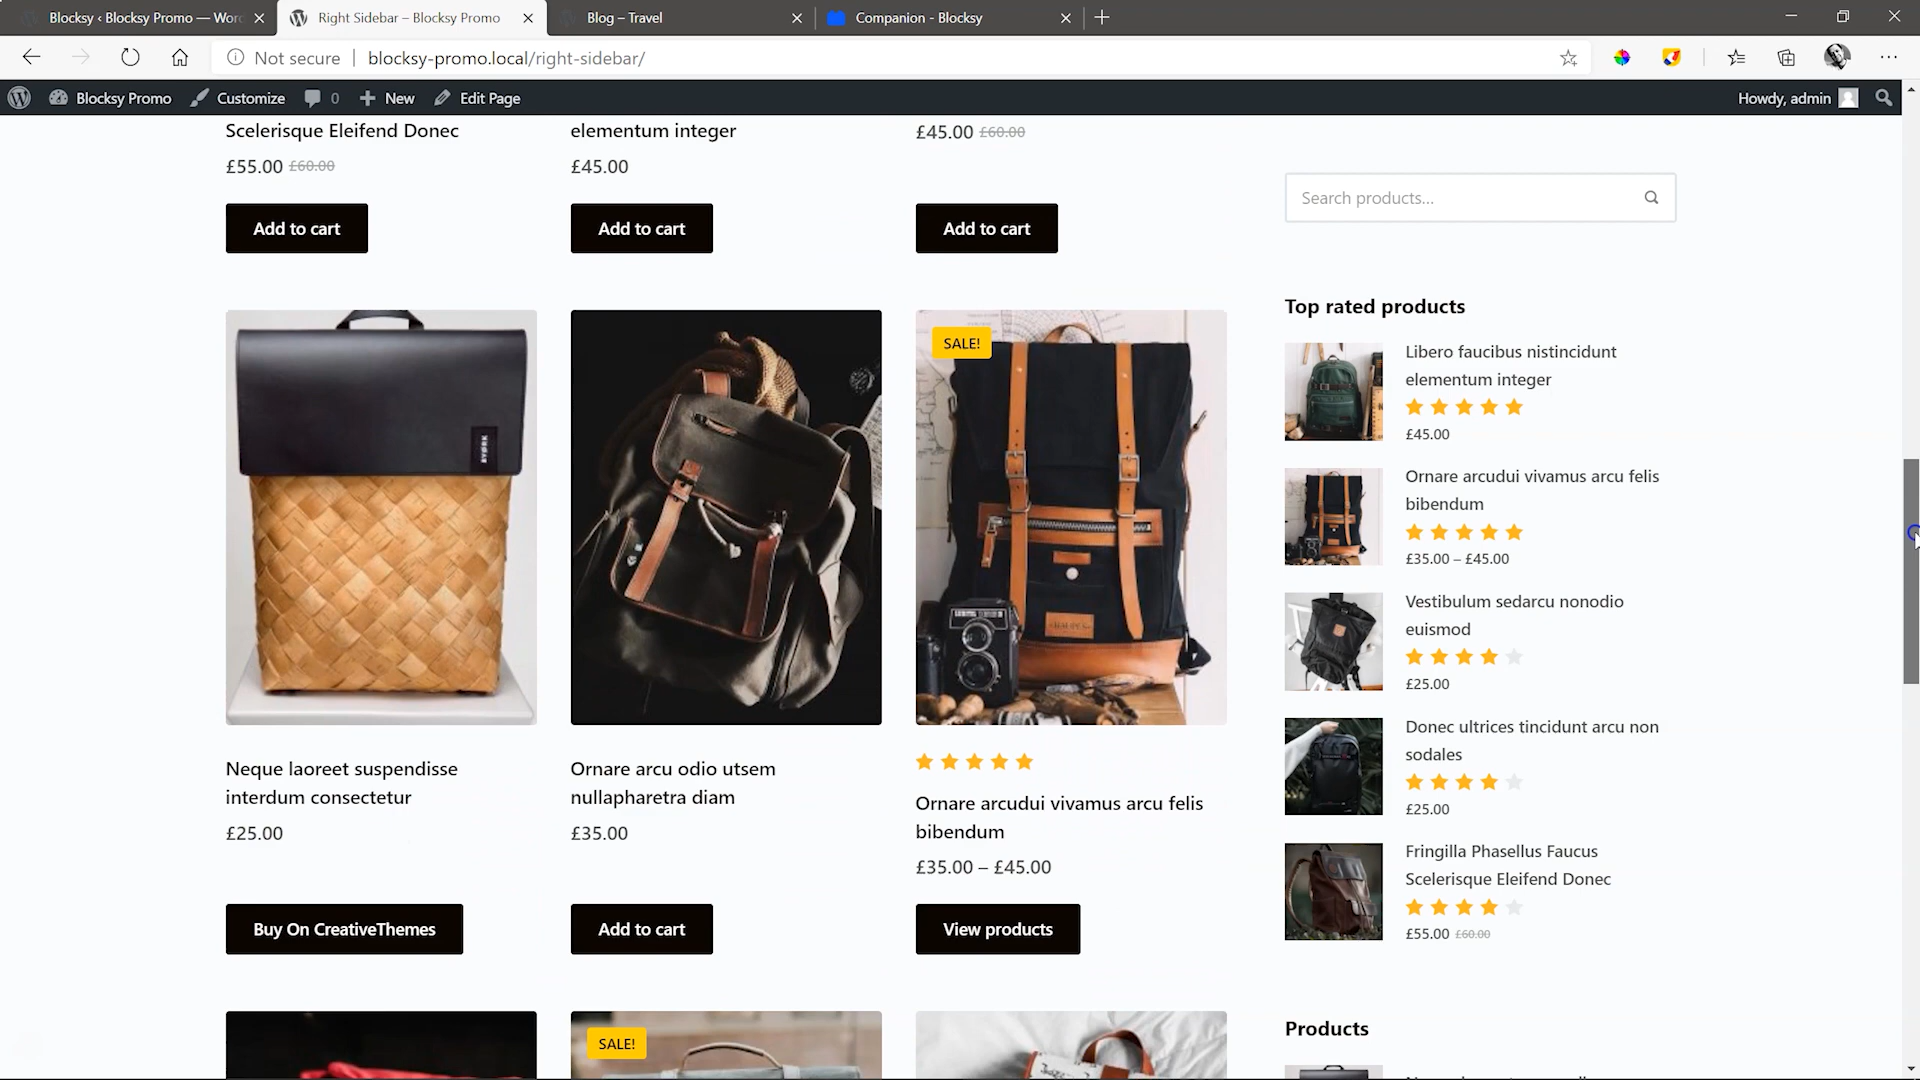 Blocksy ‹ Blocksy Promo — Wor
Right Sidebar – Blocksy Promo
Blog – Travel
Companion - Blocksy
Not secure
blocksy-promo.local/right-sidebar/
Blocksy Promo
Customize
0
New
Edit Page
Howdy, admin
Scelerisque Eleifend Donec
£55.00 £60.00
Add to cart
elementum integer
£45.00
Add to cart
£45.00 £60.00
Add to cart
BYØRK
Neque laoreet suspendisse
interdum consectetur
£25.00
Buy On CreativeThemes
Ornare arcu odio utsem
nullapharetra diam
£35.00
Add to cart
SALE!
Ornare arcudui vivamus arcu felis
bibendum
£35.00 – £45.00
View products
SALE!
Search products...
Top rated products
Libero faucibus nistincidunt
elementum integer
£45.00
Ornare arcudui vivamus arcu felis
bibendum
£35.00 – £45.00
Vestibulum sedarcu nonodio
euismod
£25.00
Donec ultrices tincidunt arcu non
sodales
£25.00
Fringilla Phasellus Faucus
Scelerisque Eleifend Donec
£55.00 £60.00
Products